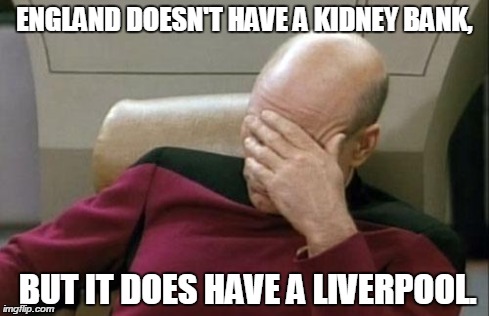 ENGLAND DOESN'T HAVE A KIDNEY BANK,
BUT IT DOES HAVE A LIVERPOOL.
imgflip.com